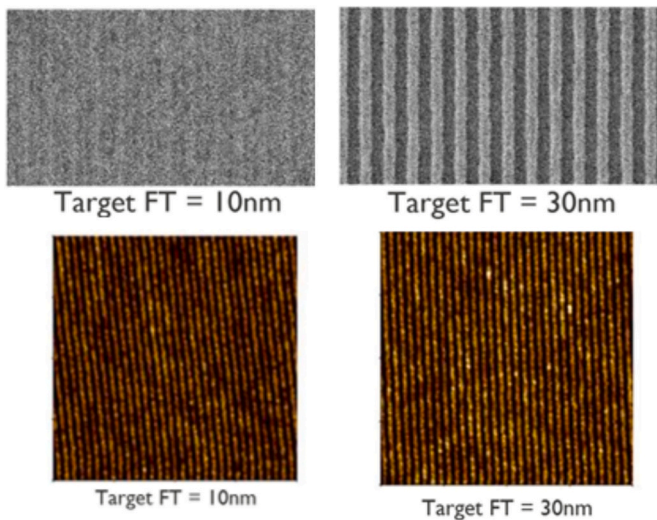 Target FT = 10nm
Target FT = 30nm
Target FT = 10nm
Target FT = 30nm